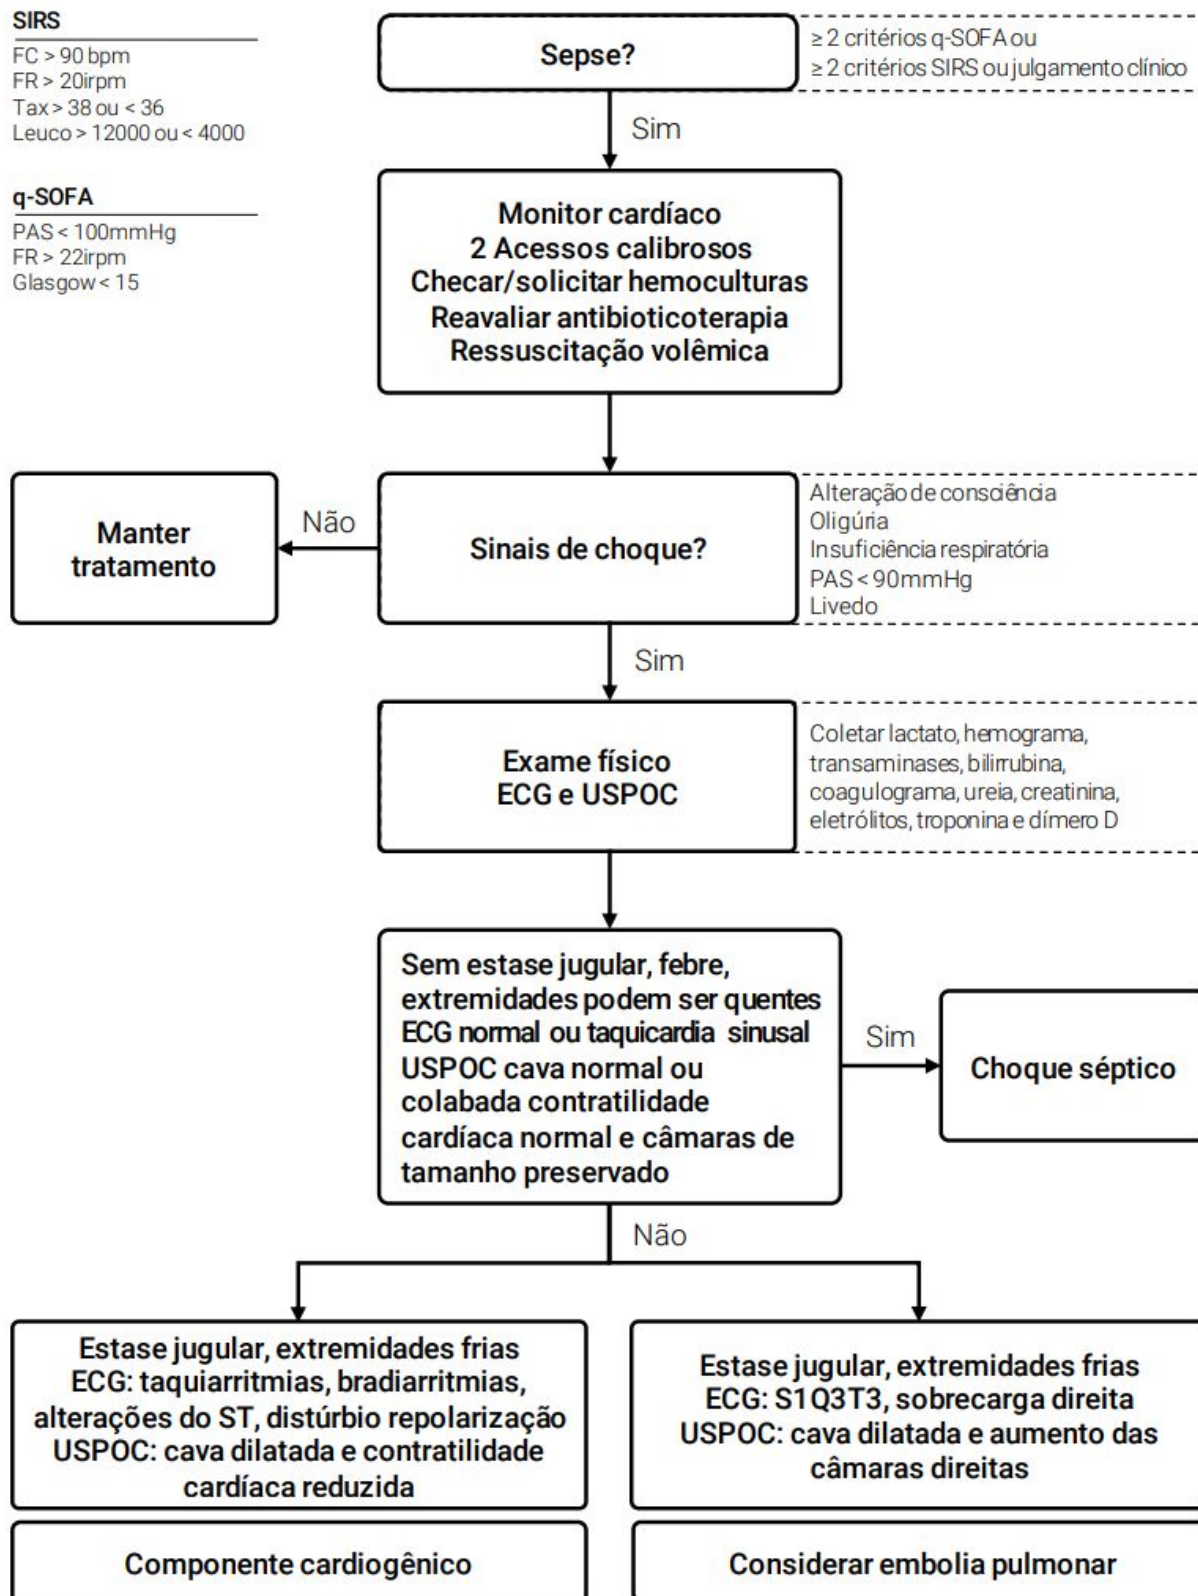 SIRS
FC > 90 bpm
FR > 20irpm
Tax > 38 ou < 36
Leuco > 12000 ou < 4000
q-SOFA
PAS < 100mmHg
FR > 22irpm
Glasgow < 15
Sepse?
≥ 2 critérios q-SOFA ou
≥ 2 critérios SIRS ou julgamento clínico
Sim
Monitor cardíaco
2 Acessos calibrosos
Checar/solicitar hemoculturas
Reavaliar antibioticoterapia
Ressuscitação volêmica
Manter
tratamento
Não
Sinais de choque?
Alteração de consciência
Oligúria
Insuficiência respiratória
PAS < 90mmHg
Livedo
Sim
Exame físico
ECG e USPOC
Coletar lactato, hemograma,
transaminases, bilirrubina,
coagulograma, ureia, creatinina,
eletrólitos, troponina e dímero D
Sem estase jugular, febre,
extremidades podem ser quentes
ECG normal ou taquicardia sinusal
USPOC cava normal ou
colabada contratilidade
cardíaca normal e câmaras de
tamanho preservado
Sim
Choque séptico
Não
Estase jugular, extremidades frias
ECG: taquiarritmias, bradiarritmias,
alterações do ST, distúrbio repolarização
USPOC: cava dilatada e contratilidade
cardíaca reduzida
Componente cardiogênico
Estase jugular, extremidades frias
ECG: S1Q3T3, sobrecarga direita
USPOC: cava dilatada e aumento das
câmaras direitas
Considerar embolia pulmonar